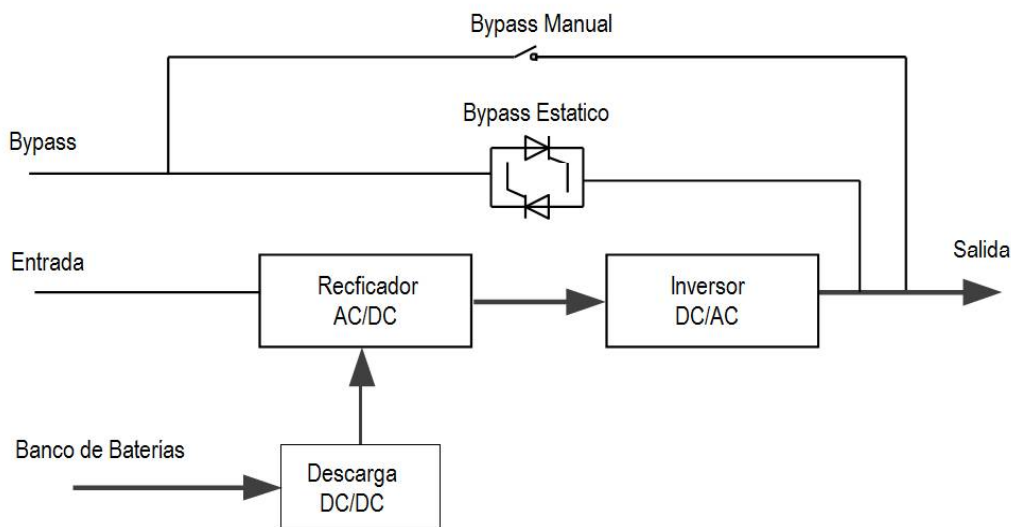 Bypass Manual
Bypass Estatico
Bypass
Entrada
Recficador
AC/DC
Inversor
DC/AC
Salida
Banco de Baterias
Descarga
DC/DC